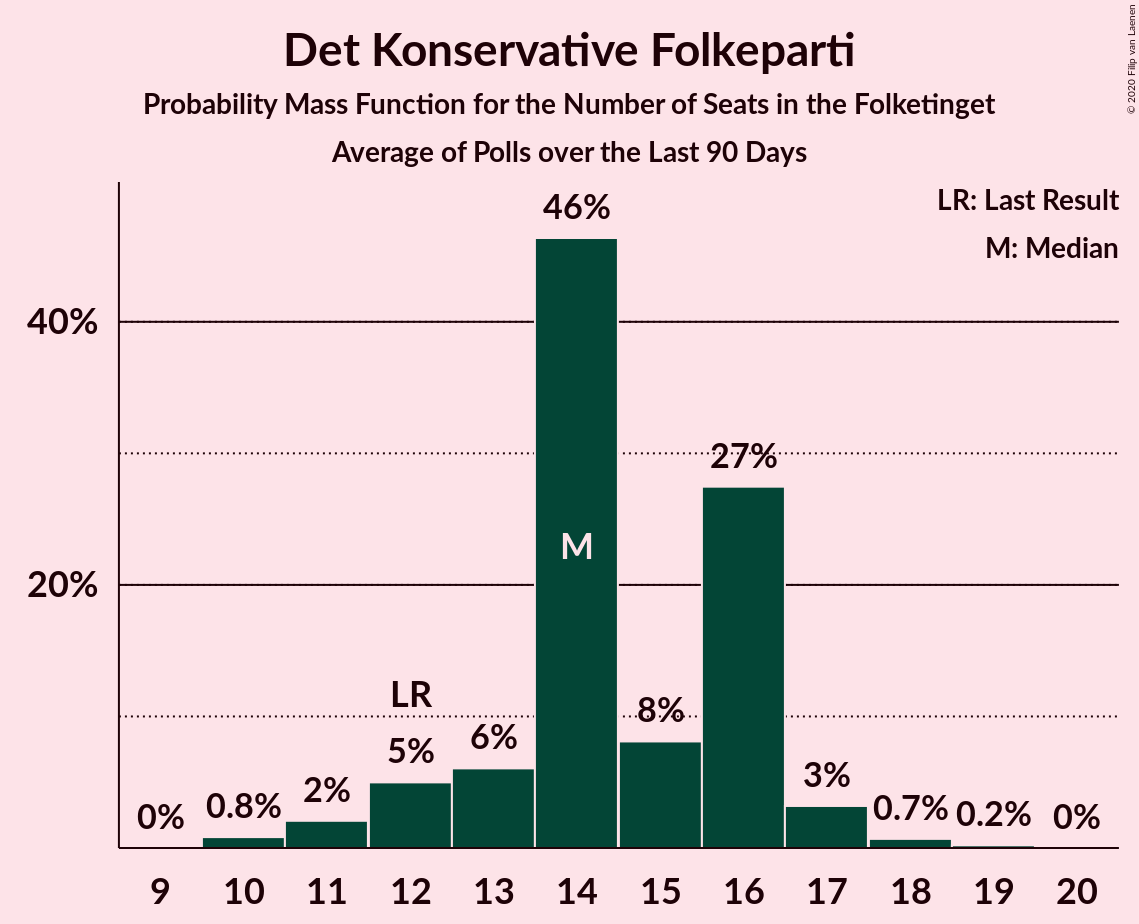 Det Konservative Folkeparti
Probability Mass Function for the Number of Seats in the Folketinget
Average of Polls over the Last 90 Days
© 2020 Filip van Laenen
LR: Last Result
M: Median
40%
20%
0%
0.8%
2%
LR
5%
6%
46%
M
8%
27%
3%
0.7%
0.2%
0%
9 10 11 12 13 14 15 16 17 18 19 20